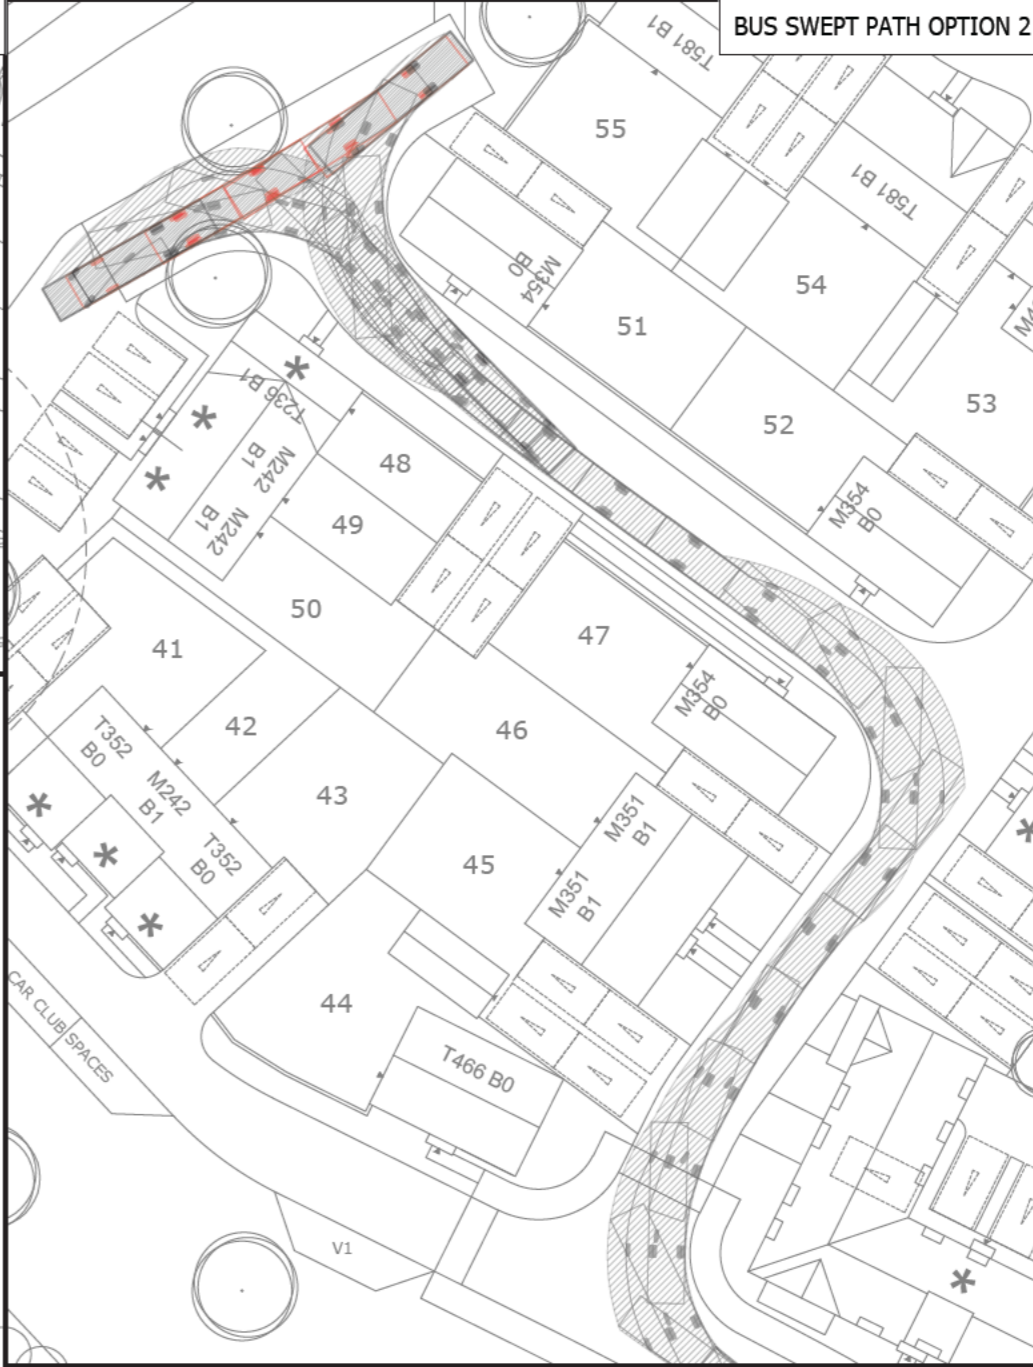 BUS SWEPT PATH OPTION 2
T581 B1
55
T581 B1
M354
B0
54
51
53
52
T236 B1
M242
B1
M242
B1
48
49
M354
B0
50
47
41
M354
B0
42
46
T352
B0
M242
B1
43
M351
B1
T352
B0
45
M351
B1
44
CAR CLUB SPACES
T466 B0
V1